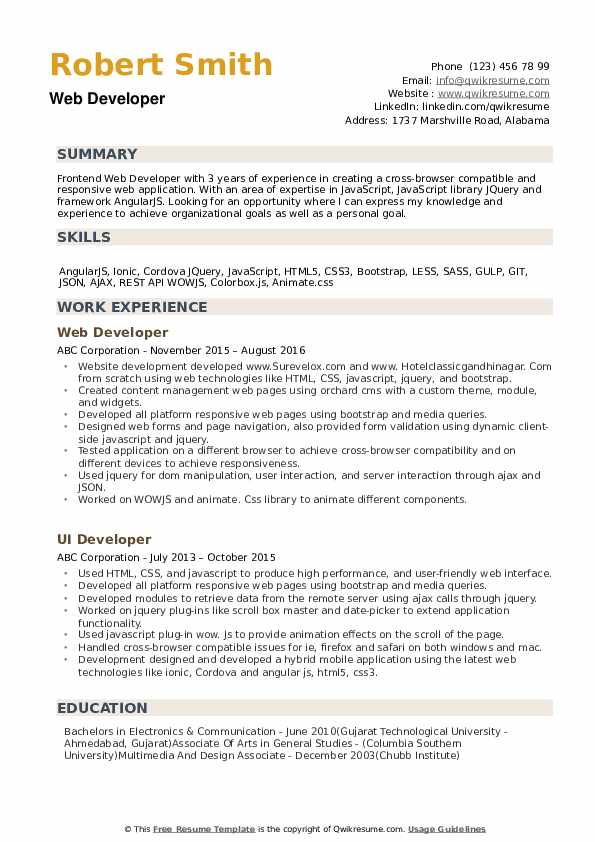 Robert Smith
Web Developer
Phone (123) 456 78 99
Email: info@qwikresume.com
Website : www.qwikresume.com
LinkedIn: linkedin.com/qwikresume
Address: 1737 Marshville Road, Alabama
SUMMARY
Frontend Web Developer with 3 years of experience in creating a cross-browser compatible and
responsive web application. With an area of expertise in JavaScript, JavaScript library JQuery and
framework AngularJS. Looking for an opportunity where I can express my knowledge and
experience to achieve organizational goals as well as a personal goal.
SKILLS
AngularJS, Ionic, Cordova JQuery, JavaScript, HTML5, CSS3, Bootstrap, LESS, SASS, GULP, GIT,
JSON, AJAX, REST API WOWJS, Colorbox.js, Animate.css
WORK EXPERIENCE
Web Developer
ABC Corporation - November 2015 – August 2016
• Website development developed www.Surevelox.com and www. Hotelclassicgandhinagar. Com
from scratch using web technologies like HTML, CSS, javascript, jquery, and bootstrap.
• Created content management web pages using orchard cms with a custom theme, module,
and widgets.
• Developed all platform responsive web pages using bootstrap and media queries.
• Designed web forms and page navigation, also provided form validation using dynamic client-
side javascript and jquery.
• Tested application on a different browser to achieve cross-browser compatibility and on
different devices to achieve responsiveness.
• Used jquery for dom manipulation, user interaction, and server interaction through ajax and
JSON.
• Worked on WOWJS and animate. Css library to animate different components.
UI Developer
ABC Corporation - July 2013 – October 2015
• Used HTML, CSS, and javascript to produce high performance, and user-friendly web interface.
• Developed all platform responsive web pages using bootstrap and media queries.
• Developed modules to retrieve data from the remote server using ajax calls through jquery.
• Worked on jquery plug-ins like scroll box master and date-picker to extend application
functionality.
• Used javascript plug-in wow. Js to provide animation effects on the scroll of the page.
• Handled cross-browser compatible issues for ie, firefox and safari on both windows and mac.
• Development designed and developed a hybrid mobile application using the latest web
technologies like ionic, Cordova and angular js, html5, css3.
EDUCATION
Bachelors in Electronics & Communication - June 2010(Gujarat Technological University -
Ahmedabad, Gujarat)Associate Of Arts in General Studies - (Columbia Southern
University)Multimedia And Design Associate - December 2003(Chubb Institute)
© This Free Resume Template is the copyright of Qwikresume.com. Usage Guidelines